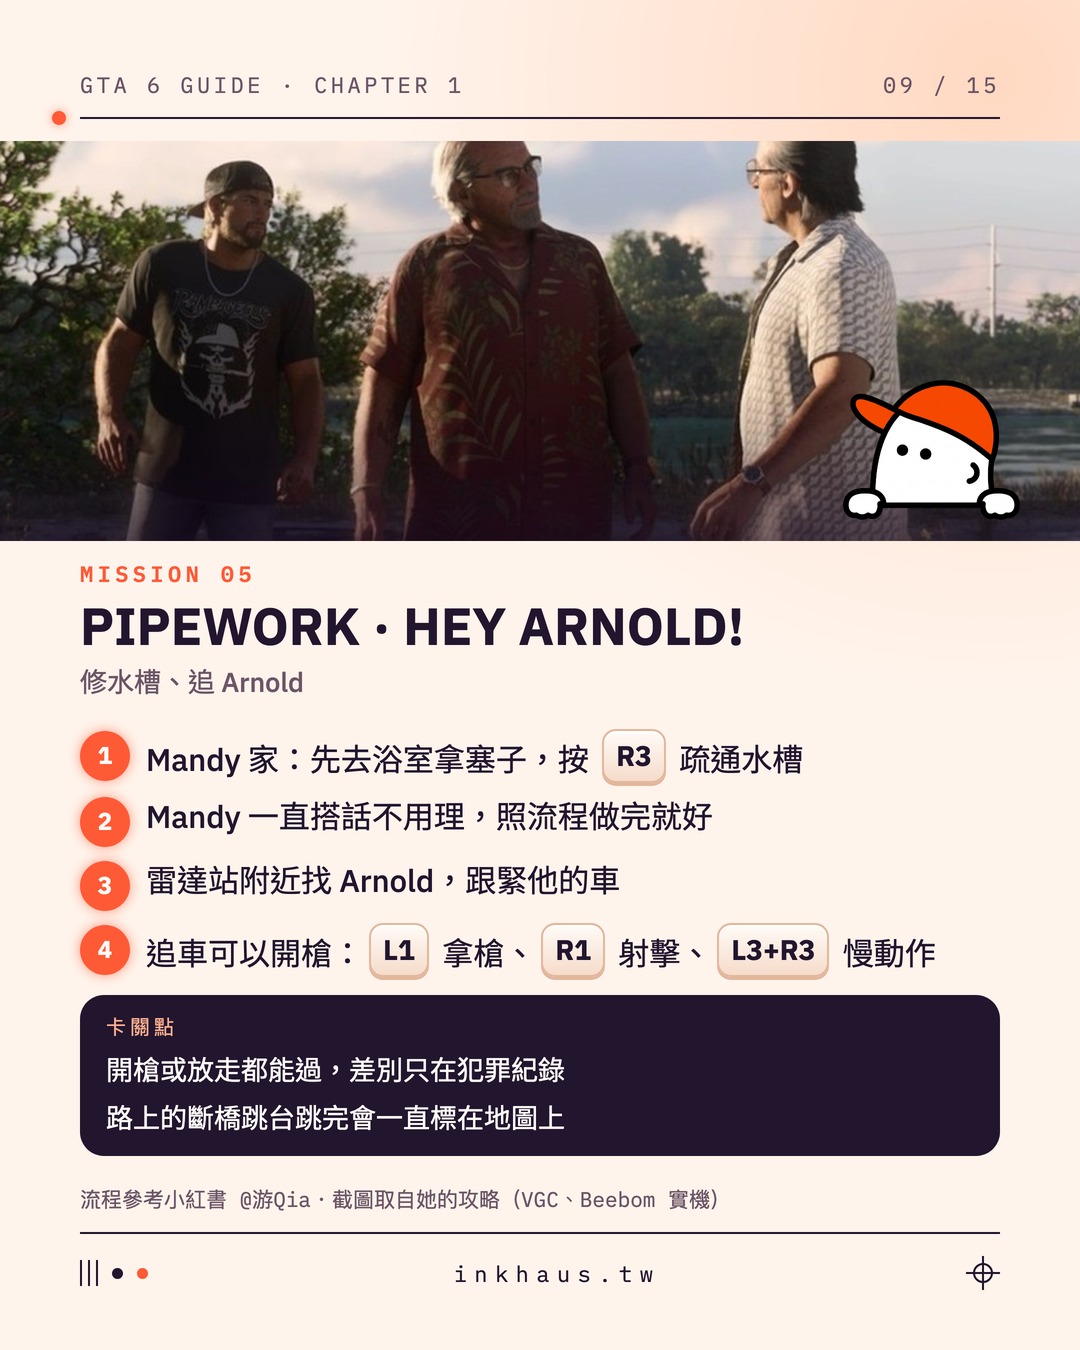 GTA 6 GUIDE · CHAPTER 1
09 / 15
MISSION 05
PIPEWORK · HEY ARNOLD!
修水槽、追 Arnold
1 Mandy 家：先去浴室拿塞子，按 R3 疏通水槽
2 Mandy 一直搭話不用理，照流程做完就好
3 雷達站附近找 Arnold，跟緊他的車
4 追車可以開槍： L1 拿槍、 R1 射擊、 L3+R3 慢動作
卡關點
開槍或放走都能過，差別只在犯罪紀錄
路上的斷橋跳台跳完會一直標在地圖上
流程參考小紅書 @游Qia · 截圖取自她的攻略（VGC、Beebom 實機）
inkhaus.tw